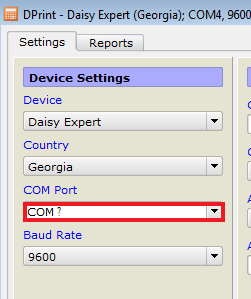 DPrint - Daisy Expert (Georgia); COM4, 9600
Settings
Reports
Device Settings
Device
Daisy Expert
Country
Georgia
COM Port
COM ?
Baud Rate
9600